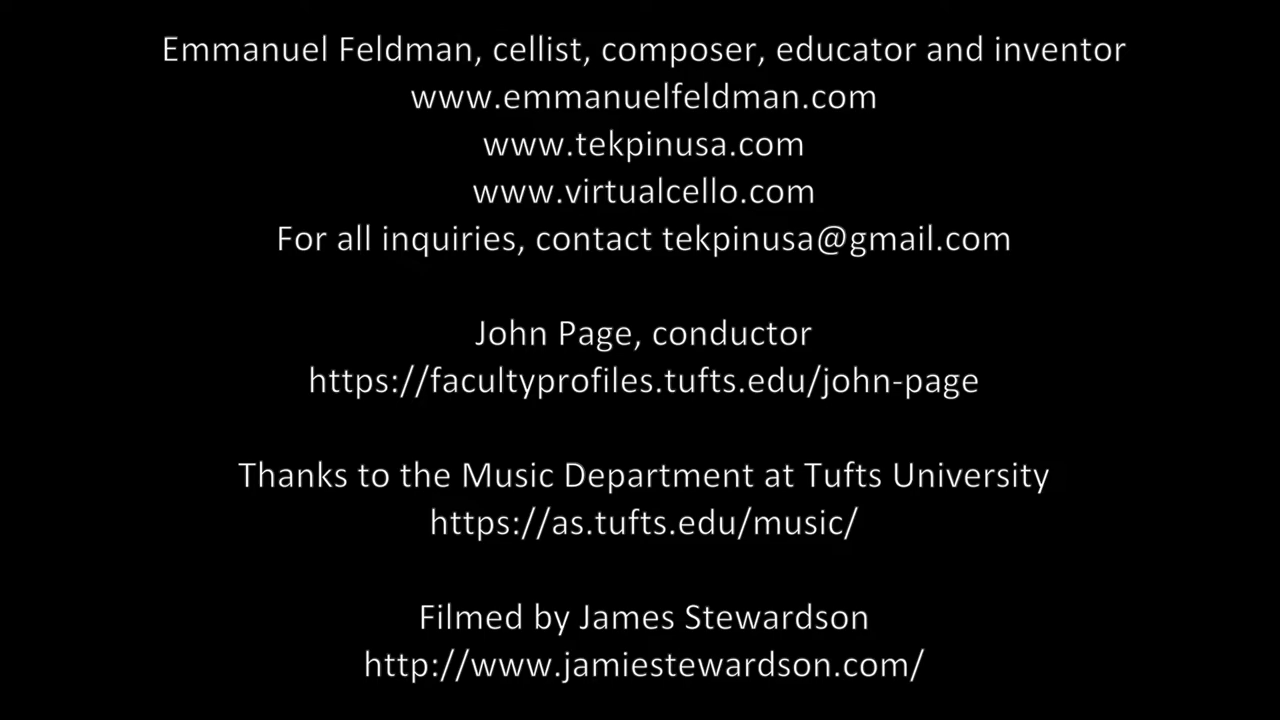 Emmanuel Feldman, cellist, composer, educator and inventor
www.emmanuelfeldman.com
www.tekpinusa.com
www.virtualcello.com
For all inquiries, contact tekpinusa@gmail.com
John Page, conductor
https://facultyprofiles.tufts.edu/john-page
Thanks to the Music Department at Tufts University
https://as.tufts.edu/music/
Filmed by James Stewardson
http://www.jamiestewardson.com/